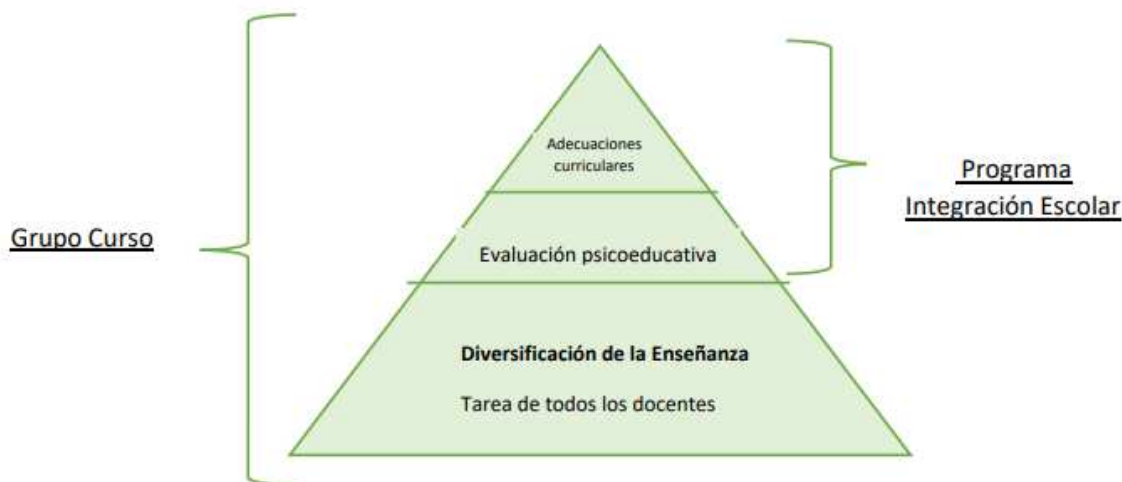 Adecuaciones
curriculares
Programa
Integración Escolar
Grupo Curso
Evaluación psicoeducativa
Diversificación de la Enseñanza
Tarea de todos los docentes